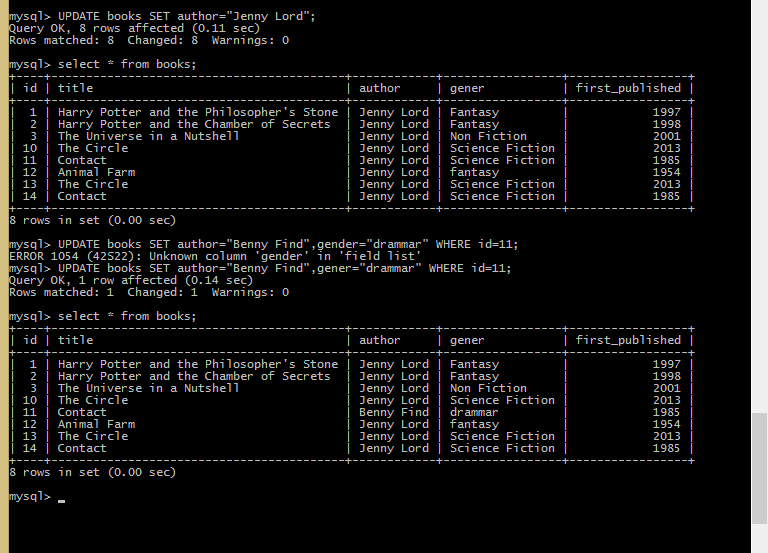 mysql> UPDATE books SET author="Jenny Lord";
Query OK, 8 rows affected (0.11 sec)
Rows matched: 8  Changed: 8  Warnings: 0

mysql> select * from books;
+----+------------------------------------------+------------+-----------------+-----------------+
| id | title                                    | author     | gener           | first_published |
+----+------------------------------------------+------------+-----------------+-----------------+
|  1 | Harry Potter and the Philosopher's Stone | Jenny Lord | Fantasy         |            1997 |
|  2 | Harry Potter and the Chamber of Secrets  | Jenny Lord | Fantasy         |            1998 |
|  3 | The Universe in a Nutshell               | Jenny Lord | Non Fiction     |            2001 |
| 10 | The Circle                               | Jenny Lord | Science Fiction |            2013 |
| 11 | Contact                                  | Jenny Lord | Science Fiction |            1985 |
| 12 | Animal Farm                              | Jenny Lord | fantasy         |            1954 |
| 13 | The Circle                               | Jenny Lord | Science Fiction |            2013 |
| 14 | Contact                                  | Jenny Lord | Science Fiction |            1985 |
+----+------------------------------------------+------------+-----------------+-----------------+
8 rows in set (0.00 sec)

mysql> UPDATE books SET author="Benny Find",gender="drammar" WHERE id=11;
ERROR 1054 (42S22): Unknown column 'gender' in 'field list'
mysql> UPDATE books SET author="Benny Find",gener="drammar" WHERE id=11;
Query OK, 1 row affected (0.14 sec)
Rows matched: 1  Changed: 1  Warnings: 0

mysql> select * from books;
+----+------------------------------------------+------------+-----------------+-----------------+
| id | title                                    | author     | gener           | first_published |
+----+------------------------------------------+------------+-----------------+-----------------+
|  1 | Harry Potter and the Philosopher's Stone | Jenny Lord | Fantasy         |            1997 |
|  2 | Harry Potter and the Chamber of Secrets  | Jenny Lord | Fantasy         |            1998 |
|  3 | The Universe in a Nutshell               | Jenny Lord | Non Fiction     |            2001 |
| 10 | The Circle                               | Jenny Lord | Science Fiction |            2013 |
| 11 | Contact                                  | Benny Find | drammar         |            1985 |
| 12 | Animal Farm                              | Jenny Lord | fantasy         |            1954 |
| 13 | The Circle                               | Jenny Lord | Science Fiction |            2013 |
| 14 | Contact                                  | Jenny Lord | Science Fiction |            1985 |
+----+------------------------------------------+------------+-----------------+-----------------+
8 rows in set (0.00 sec)

mysql> _